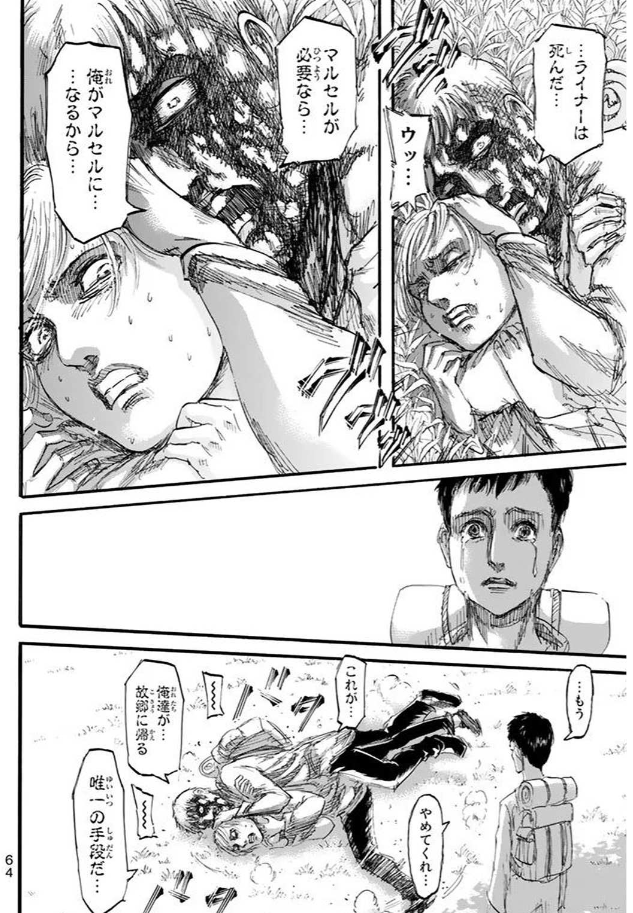 …ライナーは
死んだ…
ウッ…
マルセルが
必要なら…
俺がマルセルに…
…なるから…
…もう
やめてくれ…
これが…
俺達が…
故郷に帰る
唯一の手段だ…
64